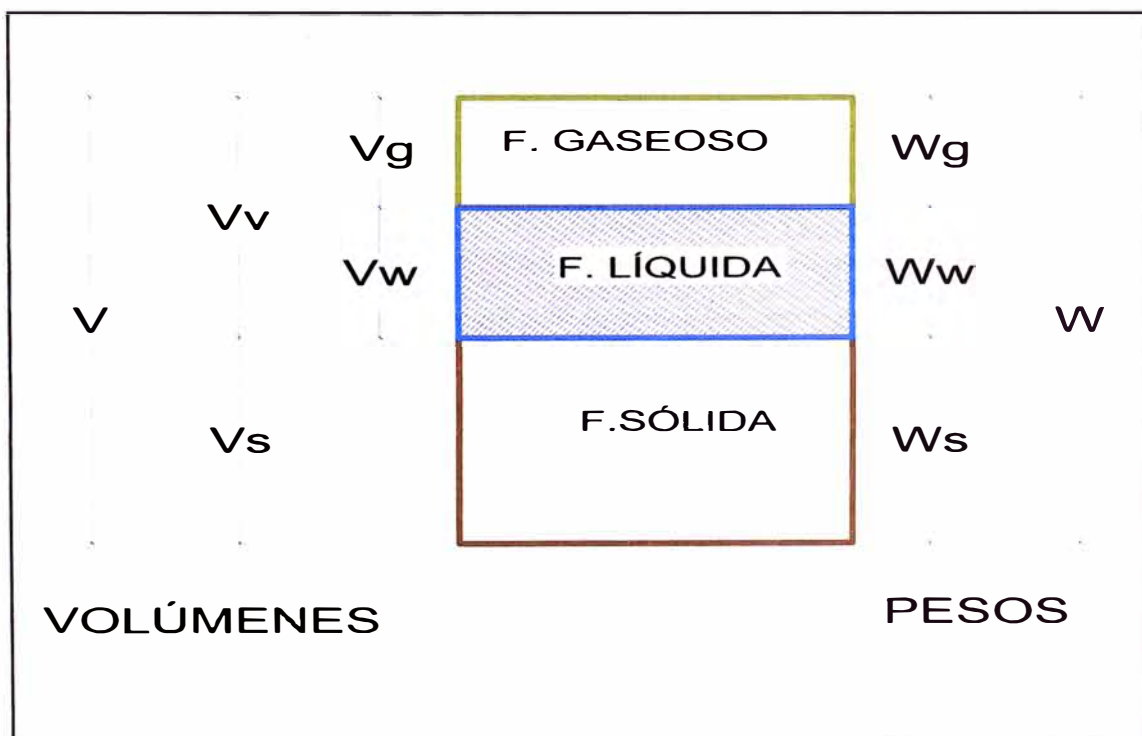 Vg F. GASEOSO Wg
Vv
Vw F. LÍQUIDA Ww
V W
Vs F.SÓLIDA Ws
VOLÚMENES PESOS